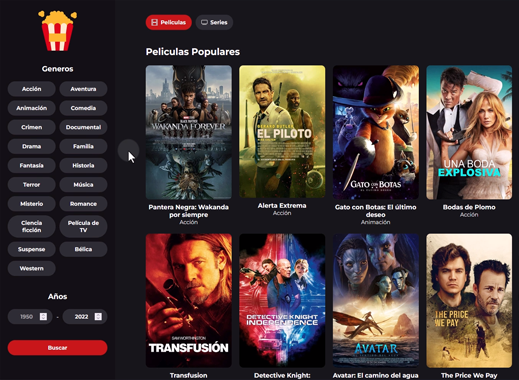 Películas
Series
Generos
Acción
Aventura
Animación
Comedia
Crimen
Documental
Drama
Familia
Fantasía
Historia
Terror
Música
Misterio
Romance
Ciencia
ficción
Película de
TV
Suspense
Bélica
Western
Años
1950
-
2022
Buscar
Peliculas Populares
WAKANDA FOREVER
Pantera Negra: Wakanda
por siempre
Acción
EL PILOTO
Alerta Extrema
Acción
GATO CON BOTAS
Gato con Botas: El último
deseo
Animación
UNA BODA
EXPLOSIVA
Bodas de Plomo
Acción
SAM WORTHINGTON
TRANSFUSIÓN
Transfusion
DETECTIVE KNIGHT
INDEPENDENCE
Detective Knight:
AVATAR
Avatar: El camino del agua
THE PRICE
WE PAY
The Price We Pay